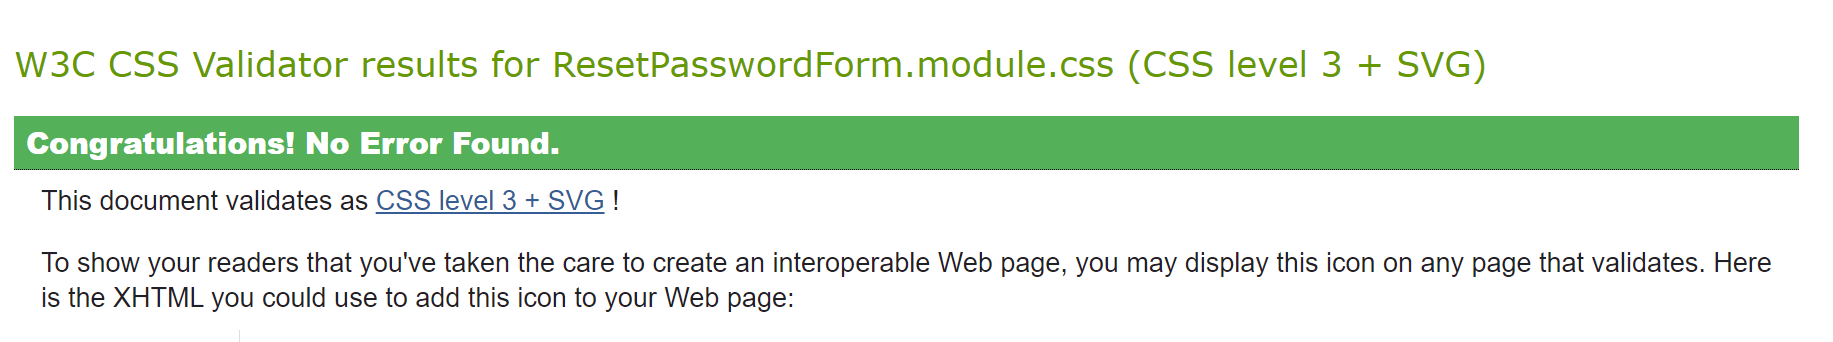 W3C CSS Validator results for ResetPasswordForm.module.css (CSS level 3 + SVG)
Congratulations! No Error Found.
This document validates as CSS level 3 + SVG !
To show your readers that you've taken the care to create an interoperable Web page, you may display this icon on any page that validates. Here
is the XHTML you could use to add this icon to your Web page: